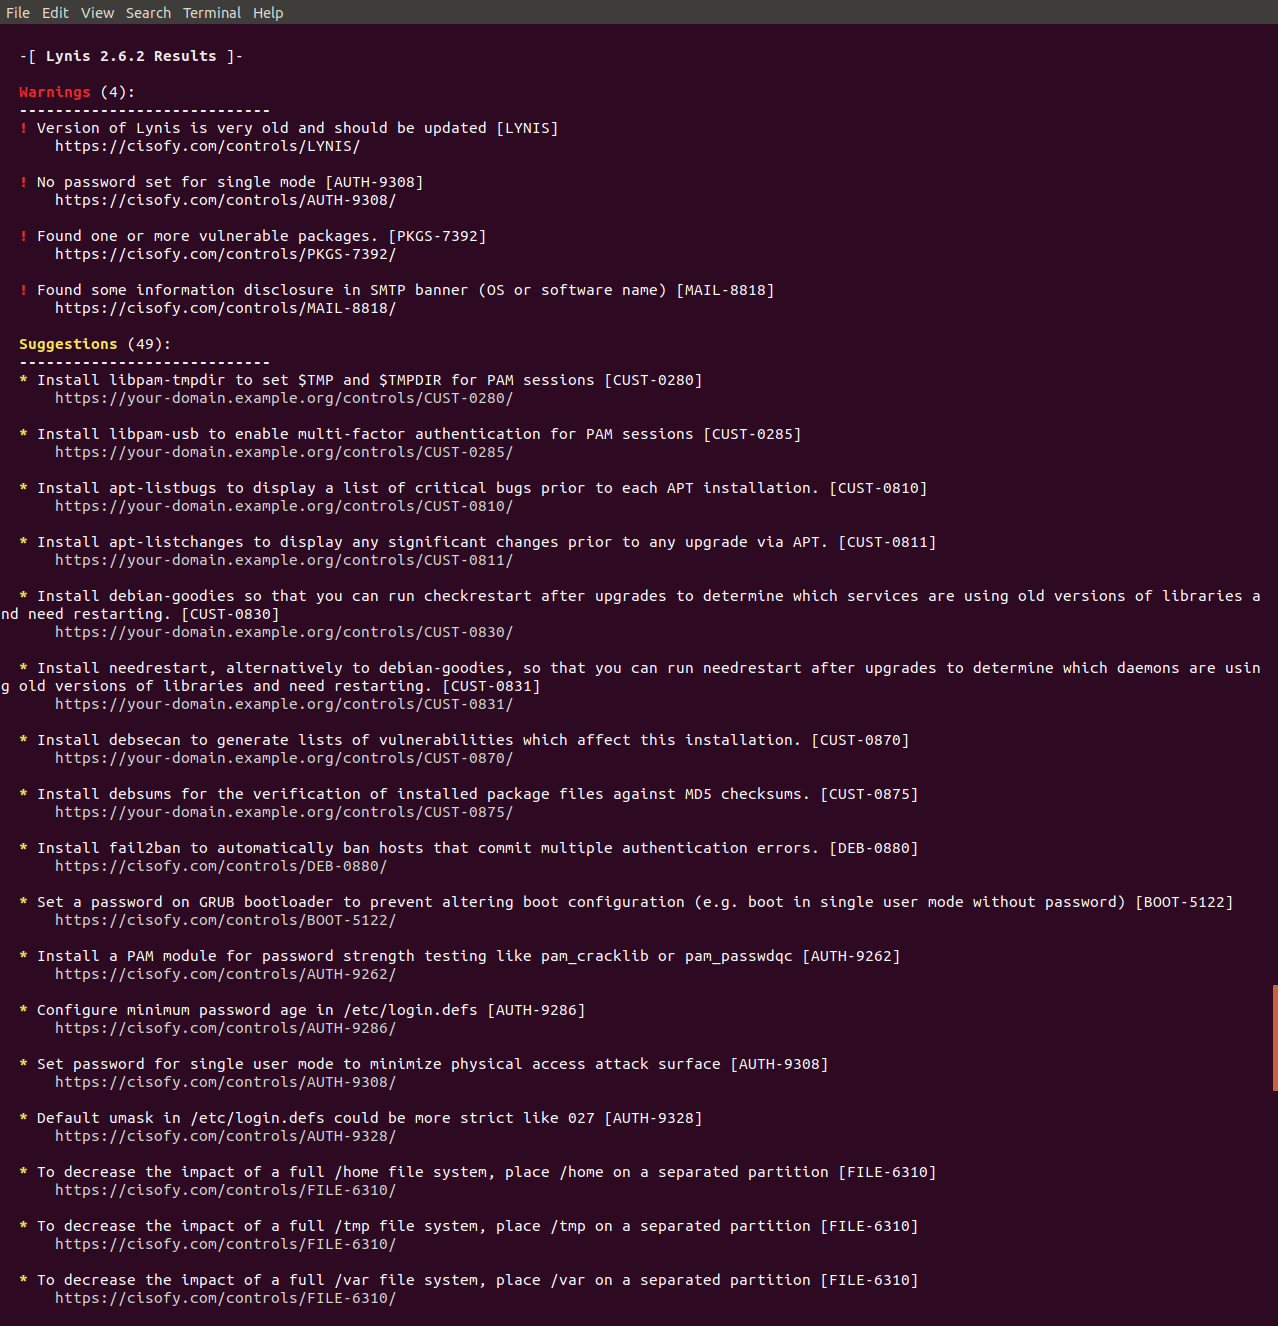 File Edit View Search Terminal Help
-[ Lynis 2.6.2 Results ]-
Warnings (4):
----------------------------
! Version of Lynis is very old and should be updated [LYNIS]
https://cisofy.com/controls/LYNIS/
! No password set for single mode [AUTH-9308]
https://cisofy.com/controls/AUTH-9308/
! Found one or more vulnerable packages. [PKGS-7392]
https://cisofy.com/controls/PKGS-7392/
! Found some information disclosure in SMTP banner (OS or software name) [MAIL-8818]
https://cisofy.com/controls/MAIL-8818/
Suggestions (49):
----------------------------
* Install libpam-tmpdir to set $TMP and $TMPDIR for PAM sessions [CUST-0280]
https://your-domain.example.org/controls/CUST-0280/
* Install libpam-usb to enable multi-factor authentication for PAM sessions [CUST-0285]
https://your-domain.example.org/controls/CUST-0285/
* Install apt-listbugs to display a list of critical bugs prior to each APT installation. [CUST-0810]
https://your-domain.example.org/controls/CUST-0810/
* Install apt-listchanges to display any significant changes prior to any upgrade via APT. [CUST-0811]
https://your-domain.example.org/controls/CUST-0811/
* Install debian-goodies so that you can run checkrestart after upgrades to determine which services are using old versions of libraries a
nd need restarting. [CUST-0830]
https://your-domain.example.org/controls/CUST-0830/
* Install needrestart, alternatively to debian-goodies, so that you can run needrestart after upgrades to determine which daemons are usin
g old versions of libraries and need restarting. [CUST-0831]
https://your-domain.example.org/controls/CUST-0831/
* Install debsecan to generate lists of vulnerabilities which affect this installation. [CUST-0870]
https://your-domain.example.org/controls/CUST-0870/
* Install debsums for the verification of installed package files against MD5 checksums. [CUST-0875]
https://your-domain.example.org/controls/CUST-0875/
* Install fail2ban to automatically ban hosts that commit multiple authentication errors. [DEB-0880]
https://cisofy.com/controls/DEB-0880/
* Set a password on GRUB bootloader to prevent altering boot configuration (e.g. boot in single user mode without password) [BOOT-5122]
https://cisofy.com/controls/BOOT-5122/
* Install a PAM module for password strength testing like pam_cracklib or pam_passwdqc [AUTH-9262]
https://cisofy.com/controls/AUTH-9262/
* Configure minimum password age in /etc/login.defs [AUTH-9286]
https://cisofy.com/controls/AUTH-9286/
* Set password for single user mode to minimize physical access attack surface [AUTH-9308]
https://cisofy.com/controls/AUTH-9308/
* Default umask in /etc/login.defs could be more strict like 027 [AUTH-9328]
https://cisofy.com/controls/AUTH-9328/
* To decrease the impact of a full /home file system, place /home on a separated partition [FILE-6310]
https://cisofy.com/controls/FILE-6310/
* To decrease the impact of a full /tmp file system, place /tmp on a separated partition [FILE-6310]
https://cisofy.com/controls/FILE-6310/
* To decrease the impact of a full /var file system, place /var on a separated partition [FILE-6310]
https://cisofy.com/controls/FILE-6310/